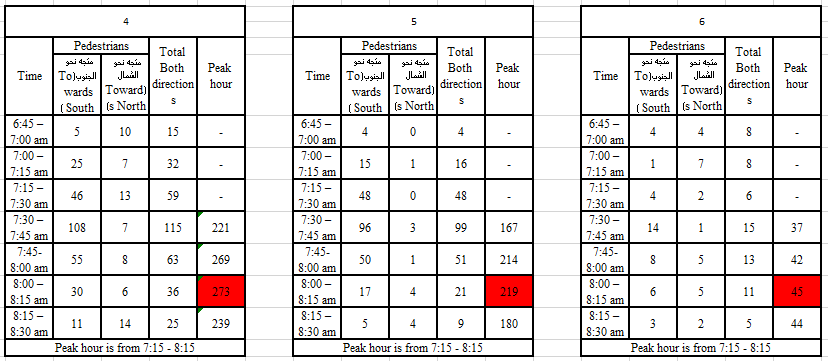 4
Pedestrians
Time
متجه نحو
الجنوب(To
wards
( South
متجه نحو
الشمال
(Toward
s North)
Total
Both
direction
s
Peak
hour
6:45 –
7:00 am
5 10 15 -
7:00 –
7:15 am
25 7 32 -
7:15 –
7:30 am
46 13 59 -
7:30 –
7:45 am
108 7 115 221
7:45-
8:00 am
55 8 63 269
8:00 –
8:15 am
30 6 36 273
8:15 –
8:30 am
11 14 25 239
Peak hour is from 7:15 - 8:15
5
Pedestrians
Time
متجه نحو
الجنوب(To
wards
( South
متجه نحو
الشمال
(Toward
s North)
Total
Both
direction
s
Peak
hour
6:45 –
7:00 am
4 0 4 -
7:00 –
7:15 am
15 1 16 -
7:15 –
7:30 am
48 0 48 -
7:30 –
7:45 am
96 3 99 167
7:45-
8:00 am
50 1 51 214
8:00 –
8:15 am
17 4 21 219
8:15 –
8:30 am
5 4 9 180
Peak hour is from 7:15 - 8:15
6
Pedestrians
Time
متجه نحو
الجنوب(To
wards
( South
متجه نحو
الشمال
(Toward
s North)
Total
Both
direction
s
Peak
hour
6:45 –
7:00 am
4 4 8 -
7:00 –
7:15 am
1 7 8 -
7:15 –
7:30 am
4 2 6 -
7:30 –
7:45 am
14 1 15 37
7:45-
8:00 am
8 5 13 42
8:00 –
8:15 am
6 5 11 45
8:15 –
8:30 am
3 2 5 44
Peak hour is from 7:15 - 8:15